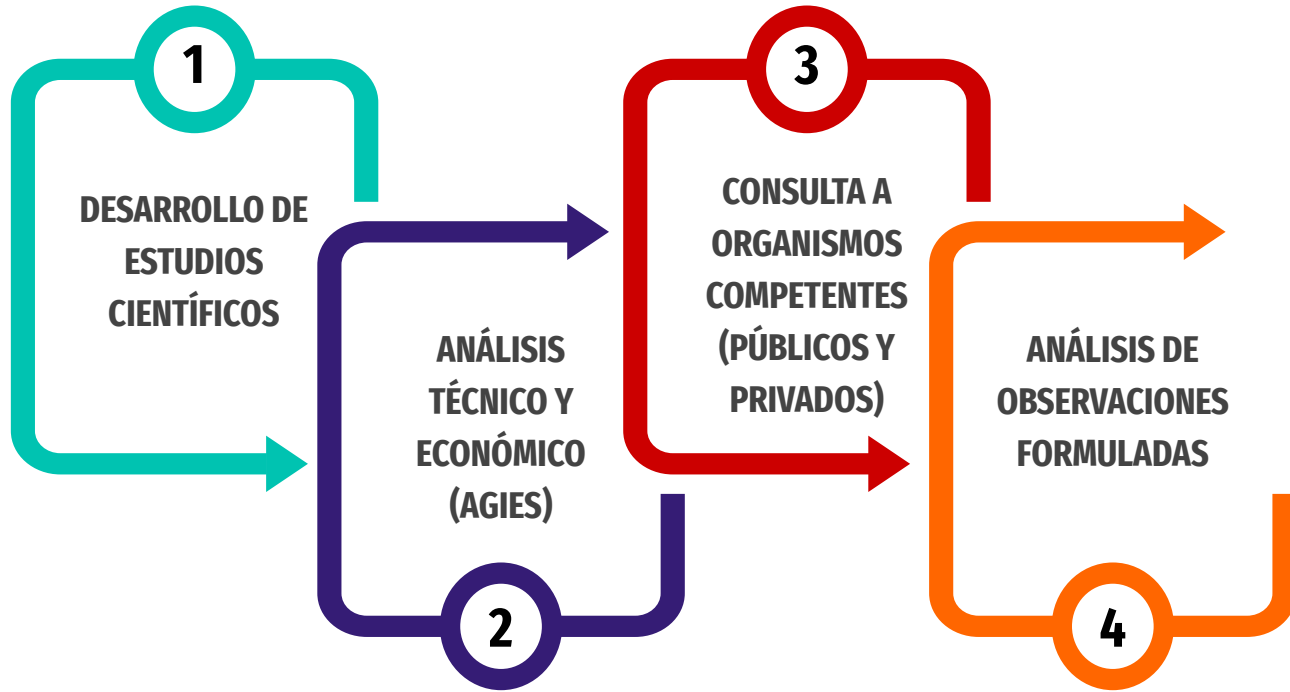 1
DESARROLLO DE
ESTUDIOS
CIENTÍFICOS
2
ANÁLISIS
TÉCNICO Y
ECONÓMICO
(AGIES)
3
CONSULTA A
ORGANISMOS
COMPETENTES
(PÚBLICOS Y
PRIVADOS)
4
ANÁLISIS DE
OBSERVACIONES
FORMULADAS